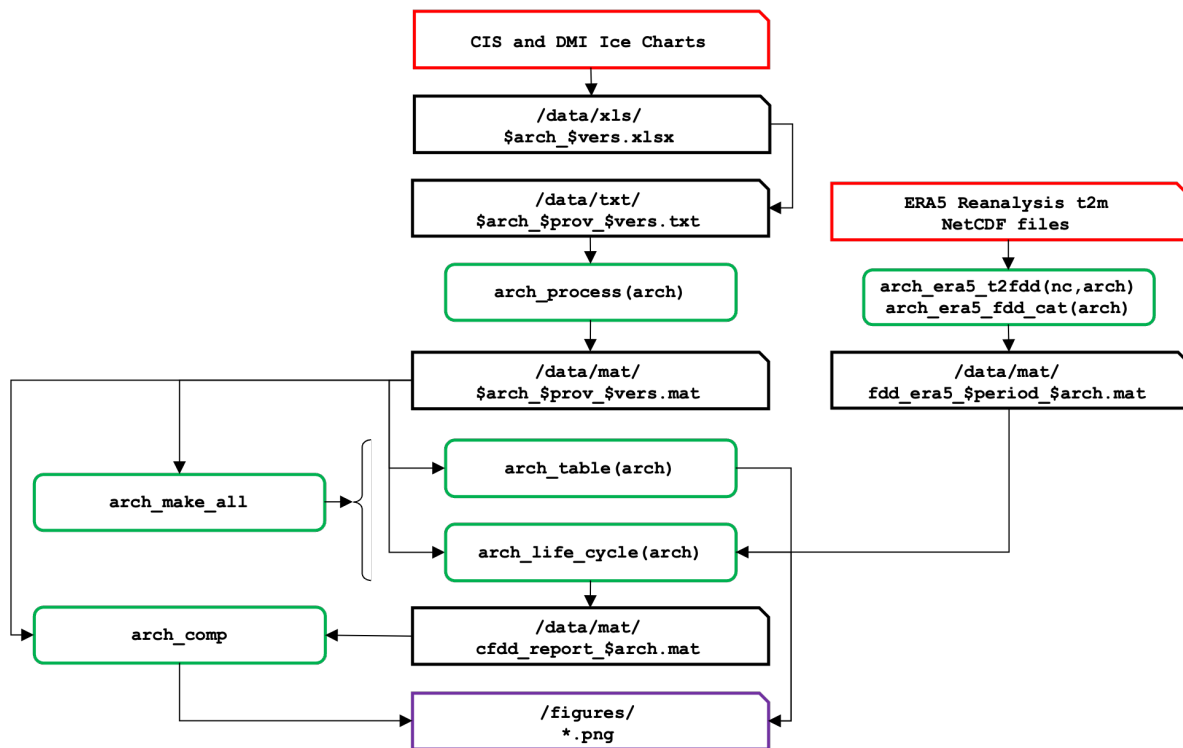 CIS and DMI Ice Charts
/data/xls/
$arch_$vers.xlsx
/data/txt/
$arch_$prov_$vers.txt
ERA5 Reanalysis t2m
NetCDF files
arch_process(arch)
arch_era5_t2fdd(nc,arch)
arch_era5_fdd_cat(arch)
/data/mat/
$arch_$prov_$vers.mat
/data/mat/
fdd_era5_$period_$arch.mat
arch_table(arch)
arch_make_all
arch_life_cycle(arch)
arch_comp
/data/mat/
cfdd_report_$arch.mat
/figures/
*.png